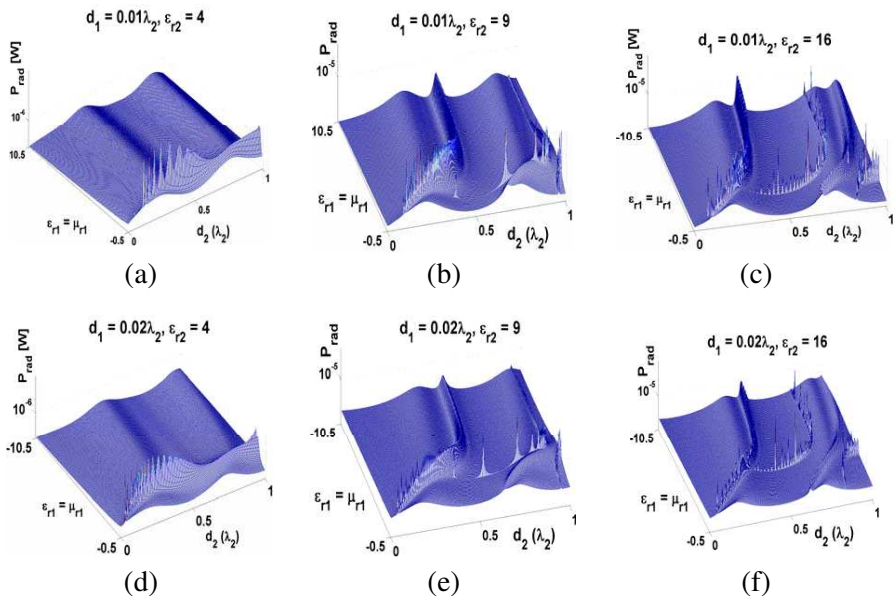 d₁ = 0.01λ₂, εr2 = 4
P_rad [W]
10⁻⁶
10.5
εr1 = μr1
-0.5
0
0.5
1
d₂ (λ₂)
(a)
d₁ = 0.01λ₂, εr2 = 9
P_rad
10⁻⁵
10.5
εr1 = μr1
-0.5
0
0.5
1
d₂ (λ₂)
(b)
d₁ = 0.01λ₂, εr2 = 16
P_rad [W]
10⁻⁵
-10.5
εr1 = μr1
-0.5
0
0.5
1
d₂ (λ₂)
(c)
d₁ = 0.02λ₂, εr2 = 4
P_rad [W]
10⁻⁶
-10.5
εr1 = μr1
-0.5
0
0.5
1
d₂ (λ₂)
(d)
d₁ = 0.02λ₂, εr2 = 9
P_rad
10⁻⁵
-10.5
εr1 = μr1
-0.5
0
0.5
1
d₂ (λ₂)
(e)
d₁ = 0.02λ₂, εr2 = 16
P_rad
10⁻⁵
-10.5
εr1 = μr1
-0.5
0
0.5
1
d₂ (λ₂)
(f)